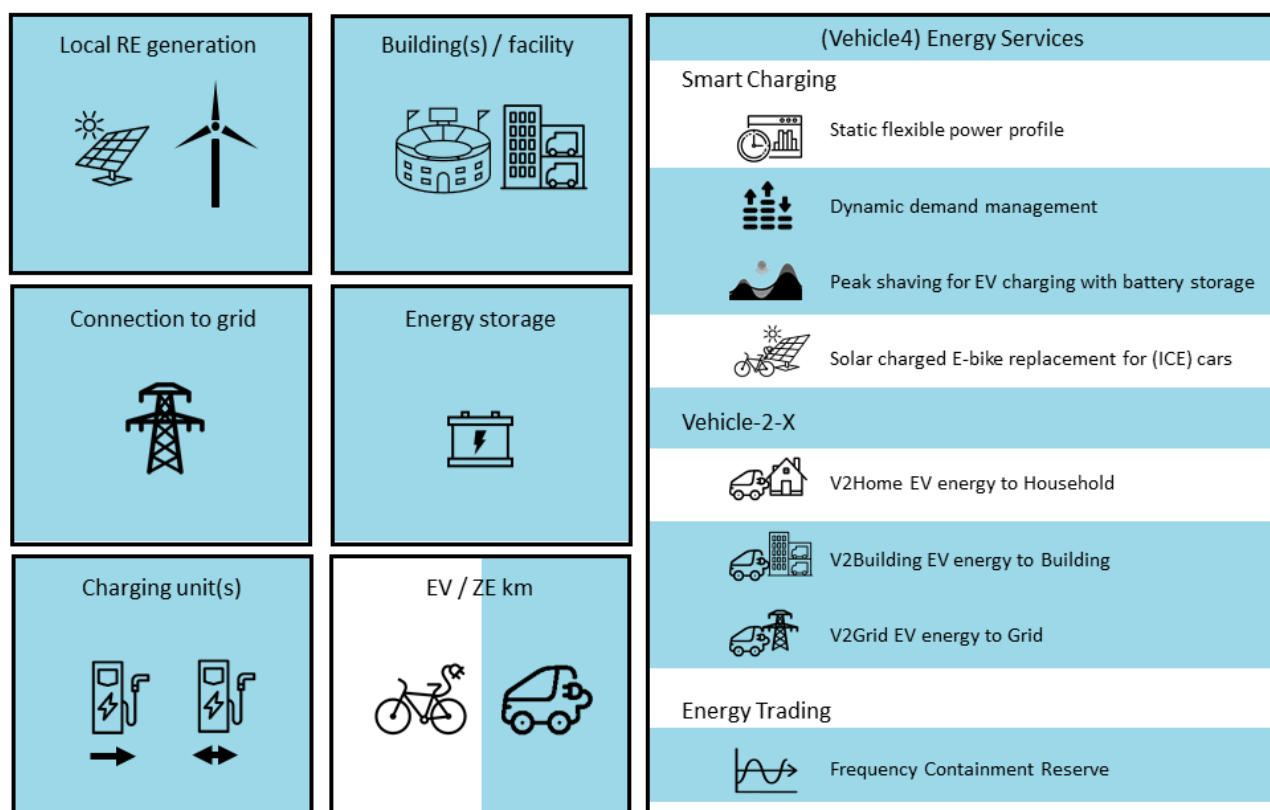 Local RE generation
Building(s) / facility
Connection to grid
Energy storage
Charging unit(s)
EV / ZE km
(Vehicle4) Energy Services
Smart Charging
Static flexible power profile
Dynamic demand management
Peak shaving for EV charging with battery storage
Solar charged E-bike replacement for (ICE) cars
Vehicle-2-X
V2Home EV energy to Household
V2Building EV energy to Building
V2Grid EV energy to Grid
Energy Trading
Frequency Containment Reserve